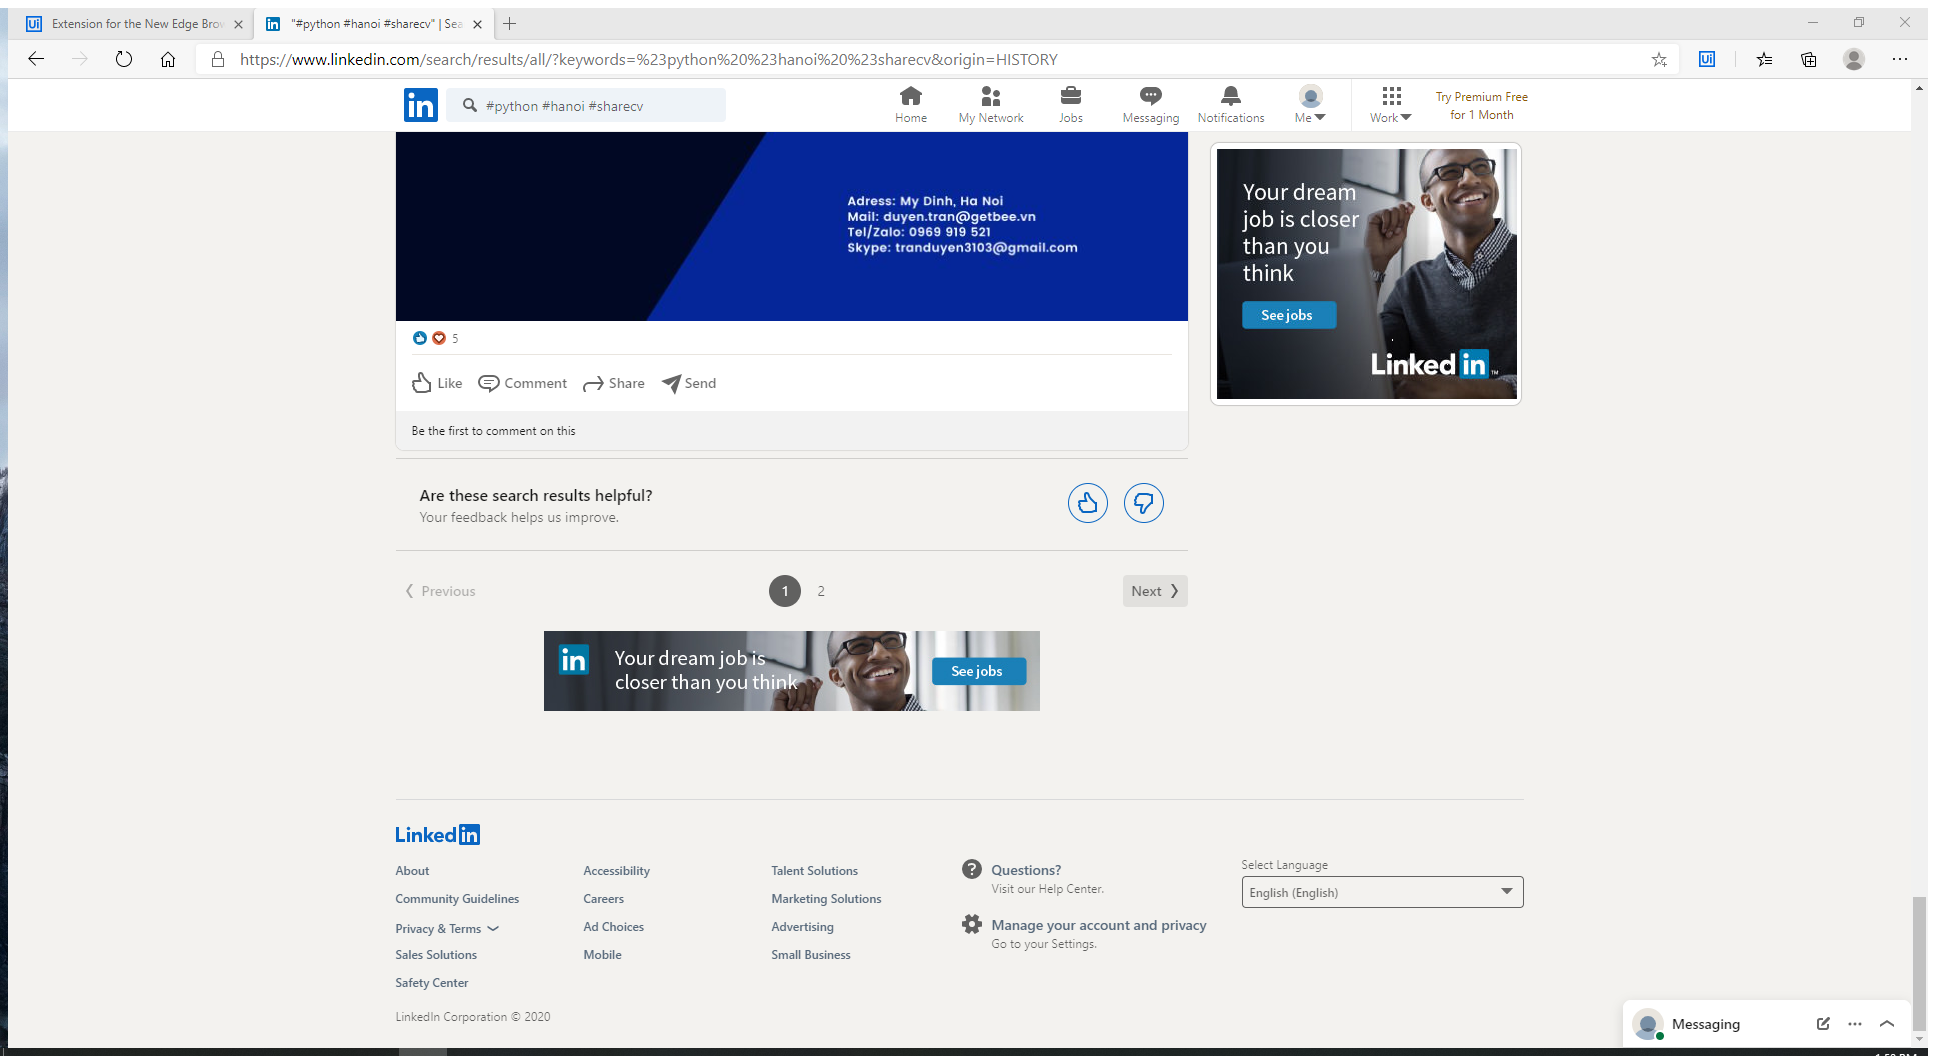 Extension for the New Edge Brow
"#python #hanoi #sharecv" | Sea
https://www.linkedin.com/search/results/all/?keywords=%23python%20%23hanoi%20%23sharecv&origin=HISTORY
in
#python #hanoi #sharecv
Home
My Network
Jobs
Messaging
Notifications
Me
Work
Try Premium Free
for 1 Month
Adress: My Dinh, Ha Noi
Mail: duyen.tran@getbee.vn
Tel/Zalo: 0969 919 521
Skype: tranduyen3103@gmail.com
Your dream
job is closer
than you
think
See jobs
Linked in
5
Like
Comment
Share
Send
Be the first to comment on this
Are these search results helpful?
Your feedback helps us improve.
Previous
1
2
Next
in
Your dream job is
closer than you think
See jobs
Linked in
About
Accessibility
Talent Solutions
Community Guidelines
Careers
Marketing Solutions
Privacy & Terms
Ad Choices
Advertising
Sales Solutions
Mobile
Small Business
Safety Center
Questions?
Visit our Help Center.
Manage your account and privacy
Go to your Settings.
Select Language
English (English)
LinkedIn Corporation © 2020
Messaging